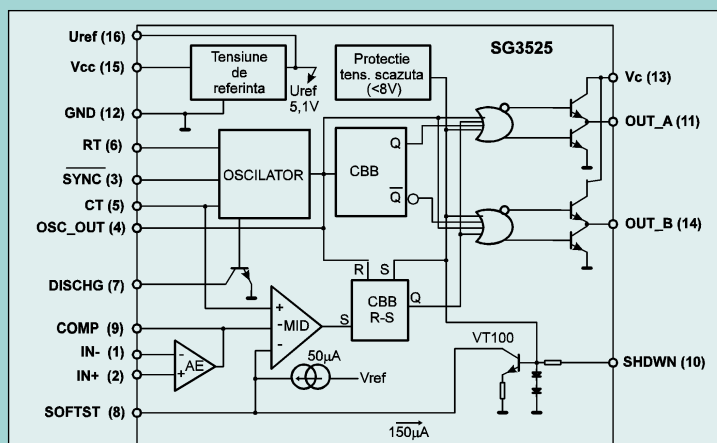 Uref (16)
Vcc (15)
GND (12)
RT (6)
SYNC (3)
CT (5)
OSC_OUT (4)
DISCHG (7)
COMP (9)
IN- (1)
IN+ (2)
SOFTST (8)
Tensiune
de
referinta
Uref
5,1V
Protectie
tens. scazuta
(<8V)
SG3525
Vc (13)
OUT_A (11)
OUT_B (14)
SHDWN (10)
OSCILATOR
CBB
Q
Q
R S
CBB
R-S
S
Q
+
-
-
MID
-
+
AE
50µA
Vref
VT100
150µA